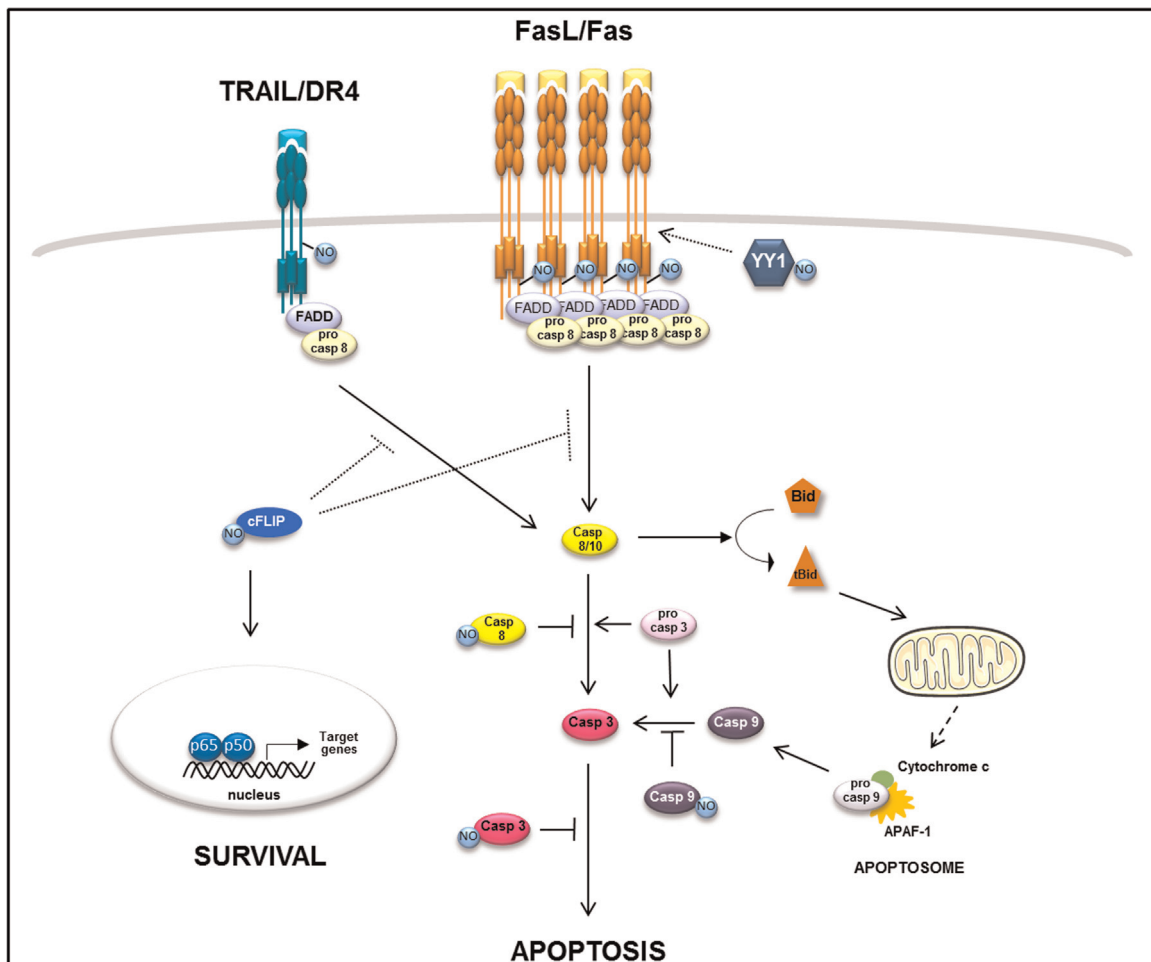 FasL/Fas
TRAIL/DR4
NO
YY1
NO
NO
NO
NO
NO
FADD
FADD
FADD
FADD
FADD
pro
casp 8
pro
casp 8
pro
casp 8
pro
casp 8
pro
casp 8
Bid
cFLIP
NO
Casp
8/10
tBid
Casp
8
NO
pro
casp 3
Casp 3
Casp 9
p65
p50
Target
genes
nucleus
Cytochrome c
pro
casp 9
Casp 9
NO
Casp 3
NO
APAF-1
SURVIVAL
APOPTOSOME
APOPTOSIS